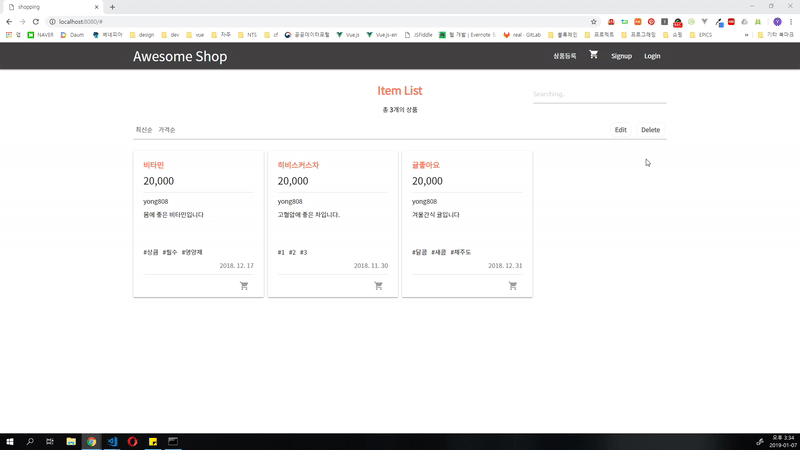 shopping
localhost:8080/#
앱 NAVER Daum 베네피아 design dev vue 자주 NTS cf 공공데이터포털 Vue.js Vue.js-en JSFiddle 웹 개발 | Evernote real · GitLab 블록체인 프로젝트 프로그래밍 쇼핑 EPICS » 기타 북마크
Awesome Shop 상품등록 Signup Login
Item List
Searching..
총 3개의 상품
최신순 가격순 Edit Delete
비타민
20,000
yong808
몸에 좋은 비타민입니다
#상큼 #필수 #영양제
2018. 12. 17
히비스커스차
20,000
yong808
고혈압에 좋은 차입니다.
#1 #2 #3
2018. 11. 30
귤좋아요
20,000
yong808
겨울간식 귤입니다
#달콤 #새콤 #제주도
2018. 12. 31
오후 3:34
2019-01-07